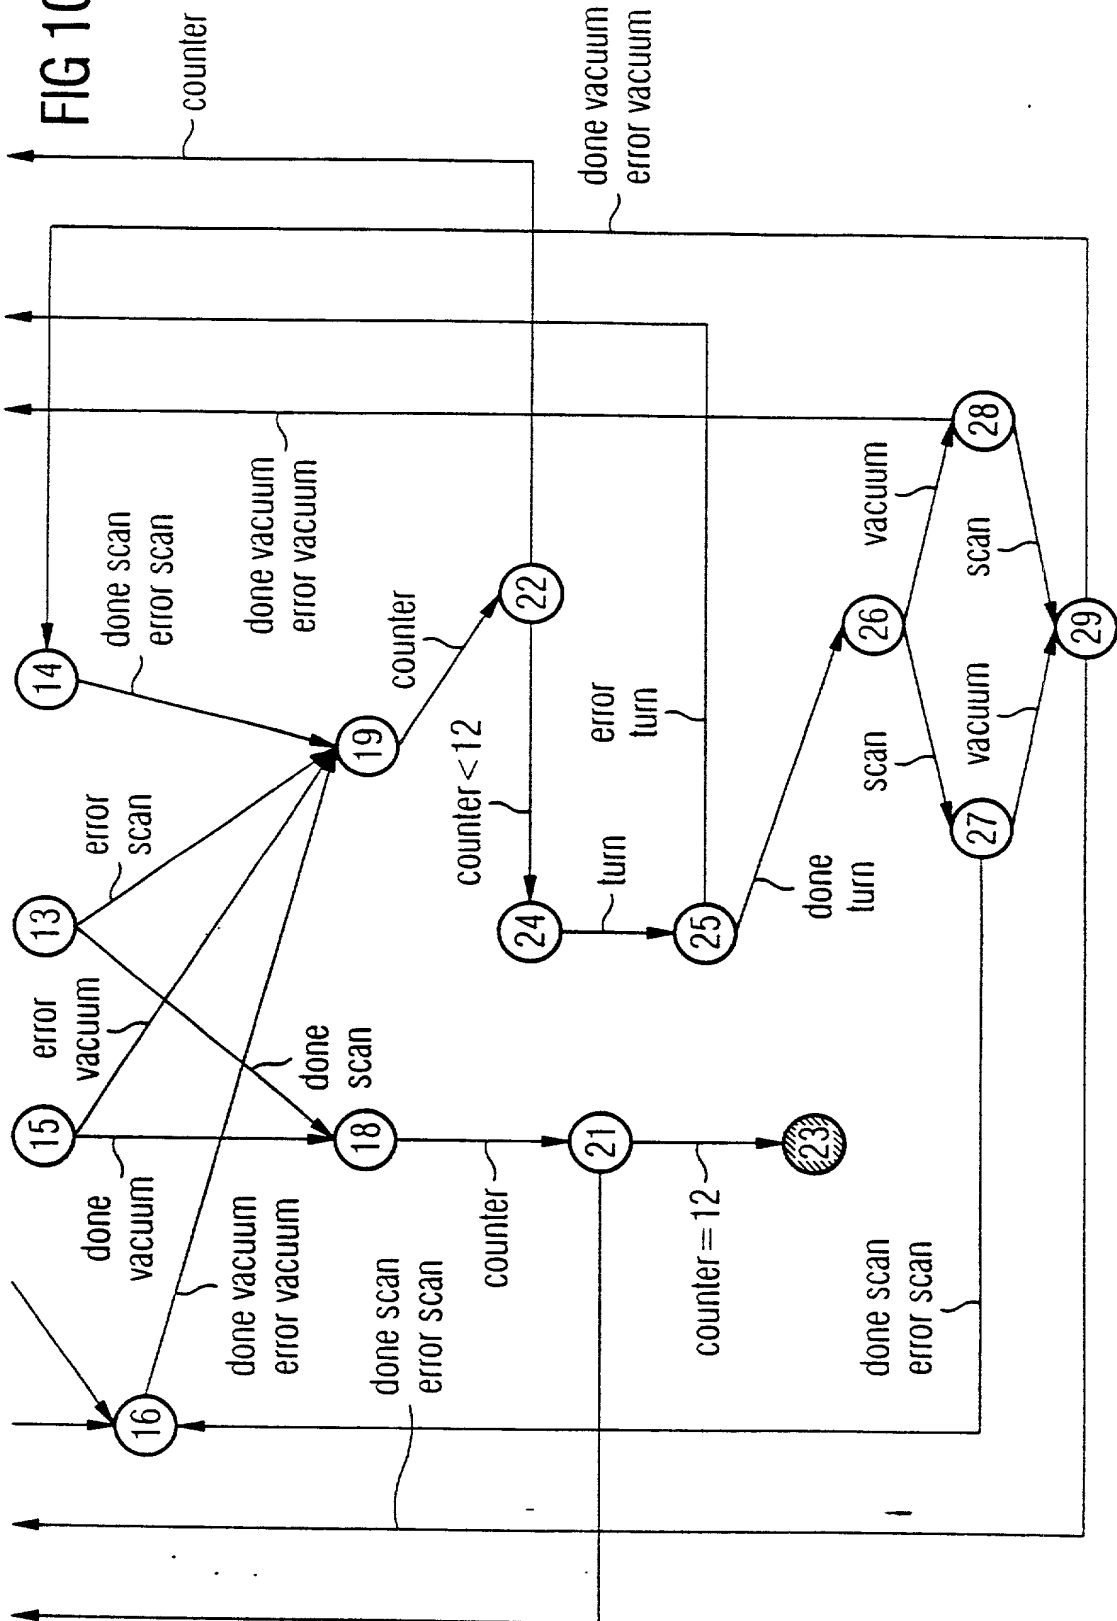 FIG 10
15
13
14
error
vacuum
error
scan
done
vacuum
done scan
error scan
16
counter
done vacuum
error vacuum
done vacuum
error vacuum
done
scan
18
19
done scan
error scan
counter
counter<12
counter
24
22
21
turn
error
turn
done vacuum
error vacuum
25
counter=12
23
done
turn
26
done scan
error scan
scan
vacuum
27
vacuum
scan
28
29